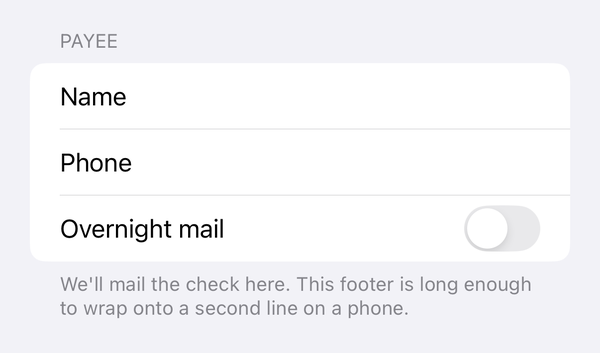 PAYEE
Name
Phone
Overnight mail
We'll mail the check here. This footer is long enough
to wrap onto a second line on a phone.